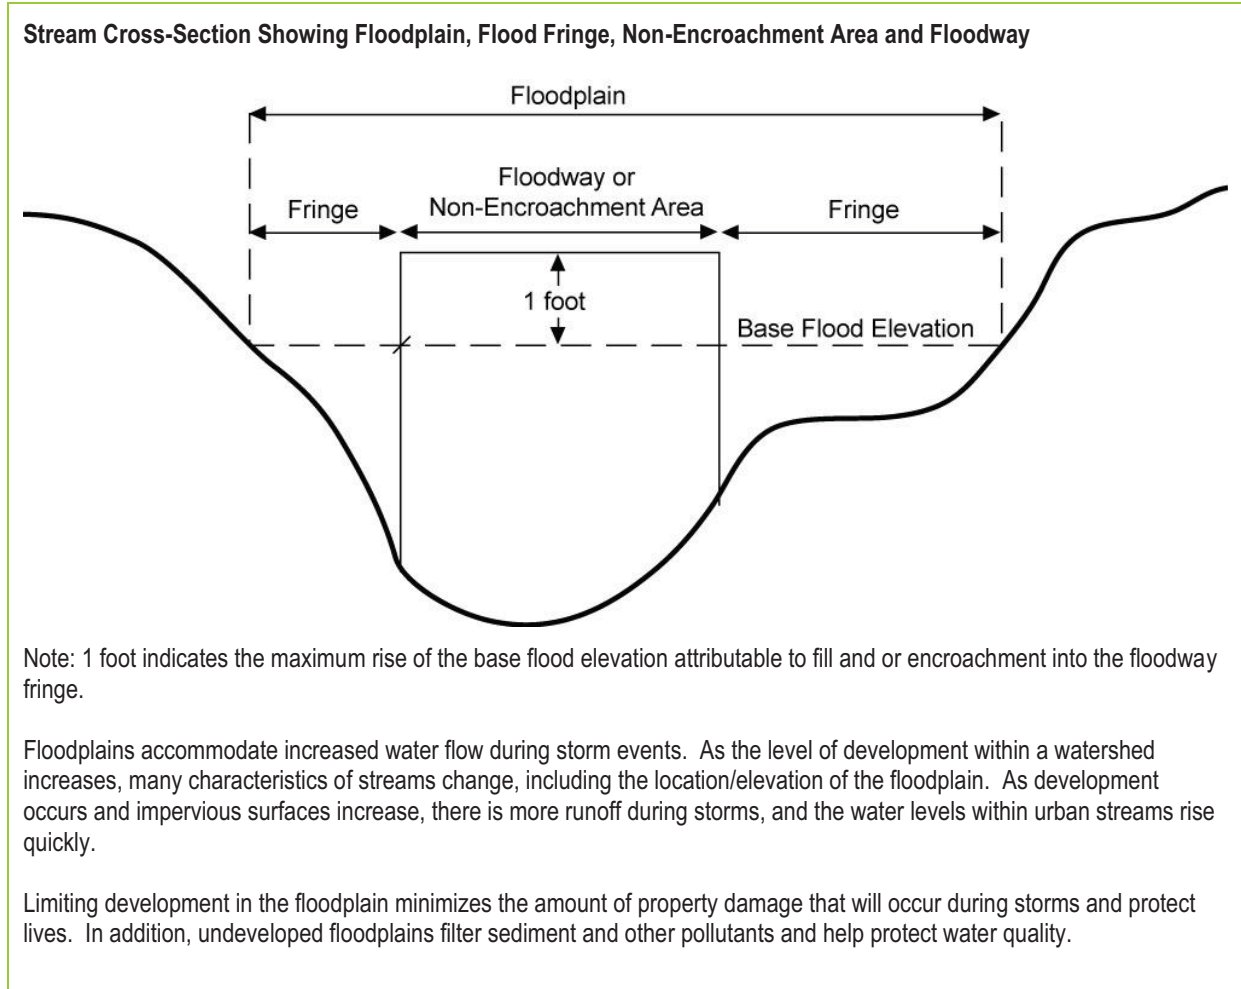 Stream Cross-Section Showing Floodplain, Flood Fringe, Non-Encroachment Area and Floodway
Floodplain
Floodway or
Non-Encroachment Area
Fringe
Fringe
1 foot
Base Flood Elevation
Note: 1 foot indicates the maximum rise of the base flood elevation attributable to fill and or encroachment into the floodway
fringe.
Floodplains accommodate increased water flow during storm events. As the level of development within a watershed
increases, many characteristics of streams change, including the location/elevation of the floodplain. As development
occurs and impervious surfaces increase, there is more runoff during storms, and the water levels within urban streams rise
quickly.
Limiting development in the floodplain minimizes the amount of property damage that will occur during storms and protect
lives. In addition, undeveloped floodplains filter sediment and other pollutants and help protect water quality.